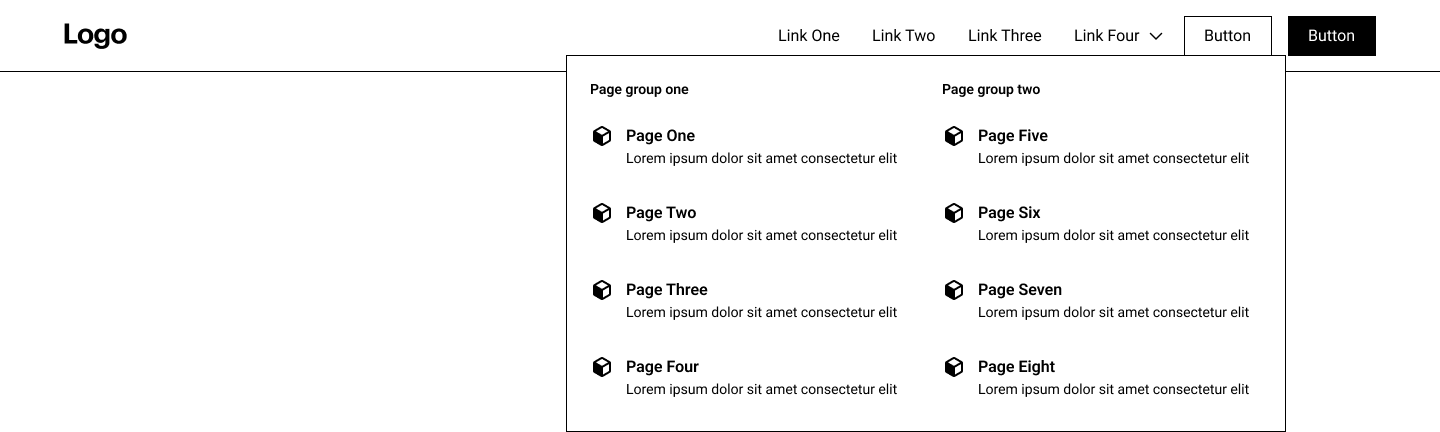 Logo
Link One
Link Two
Link Three
Link Four
Button
Button
Page group one
Page One
Lorem ipsum dolor sit amet consectetur elit
Page Two
Lorem ipsum dolor sit amet consectetur elit
Page Three
Lorem ipsum dolor sit amet consectetur elit
Page Four
Lorem ipsum dolor sit amet consectetur elit
Page group two
Page Five
Lorem ipsum dolor sit amet consectetur elit
Page Six
Lorem ipsum dolor sit amet consectetur elit
Page Seven
Lorem ipsum dolor sit amet consectetur elit
Page Eight
Lorem ipsum dolor sit amet consectetur elit